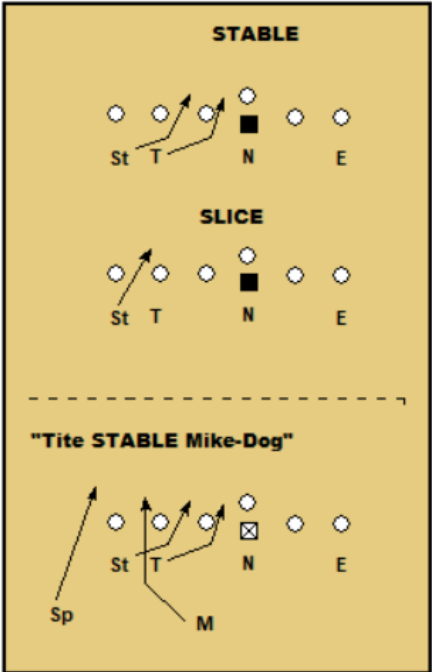 STABLE
St T N E
SLICE
St T N E
"Tite STABLE Mike-Dog"
St T N E
Sp M